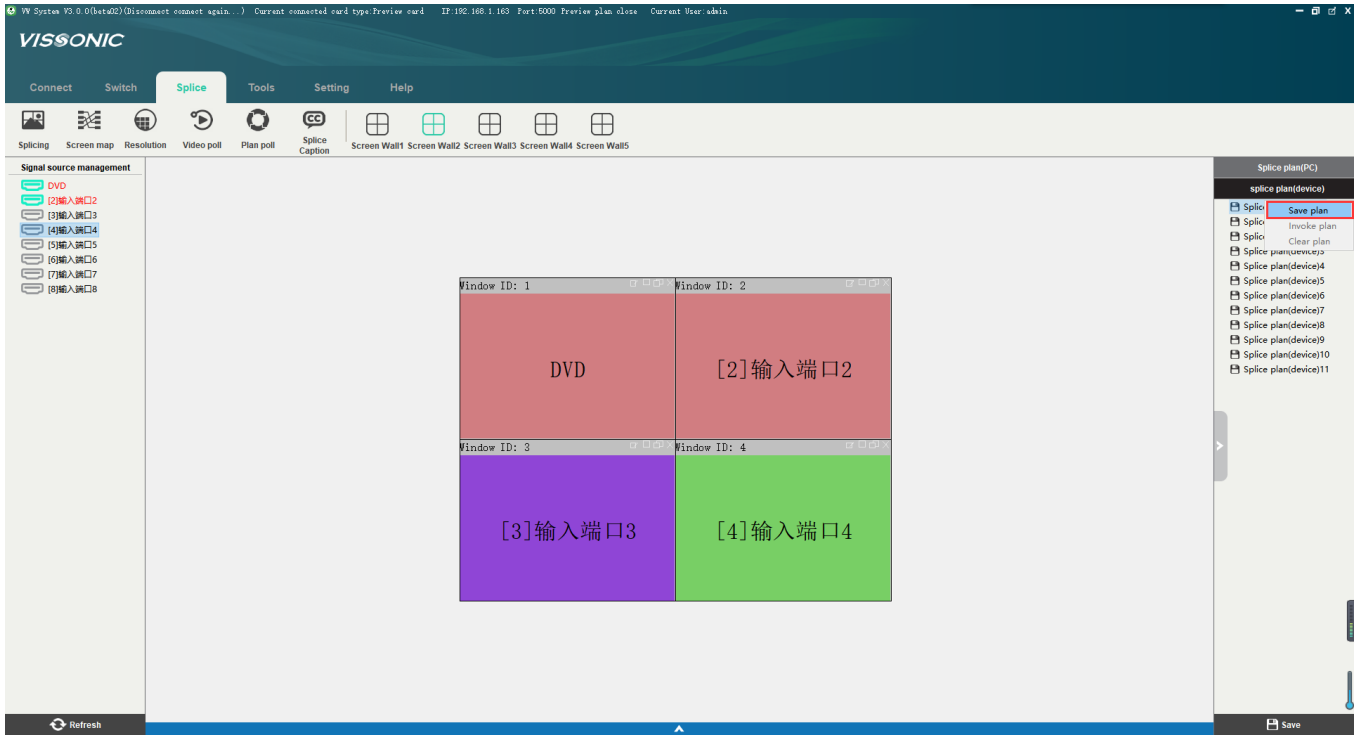 VW System V3.0.0(beta02)(Disconnect connect again...) Current connected card type:Preview card IP:192.168.1.163 Port:5000 Preview plan close Current User:admin
VISSONIC
Connect Switch Splice Tools Setting Help
Splicing Screen map Resolution Video poll Plan poll Splice Caption Screen Wall1 Screen Wall2 Screen Wall3 Screen Wall4 Screen Wall5
Signal source management
DVD
[2]输入端口2
[3]输入端口3
[4]输入端口4
[5]输入端口5
[6]输入端口6
[7]输入端口7
[8]输入端口8
Refresh
Window ID: 1
DVD
Window ID: 2
[2]输入端口2
Window ID: 3
[3]输入端口3
Window ID: 4
[4]输入端口4
Splice plan(PC)
splice plan(device)
Save plan
Invoke plan
Clear plan
Splice plan(device)3
Splice plan(device)4
Splice plan(device)5
Splice plan(device)6
Splice plan(device)7
Splice plan(device)8
Splice plan(device)9
Splice plan(device)10
Splice plan(device)11
Save